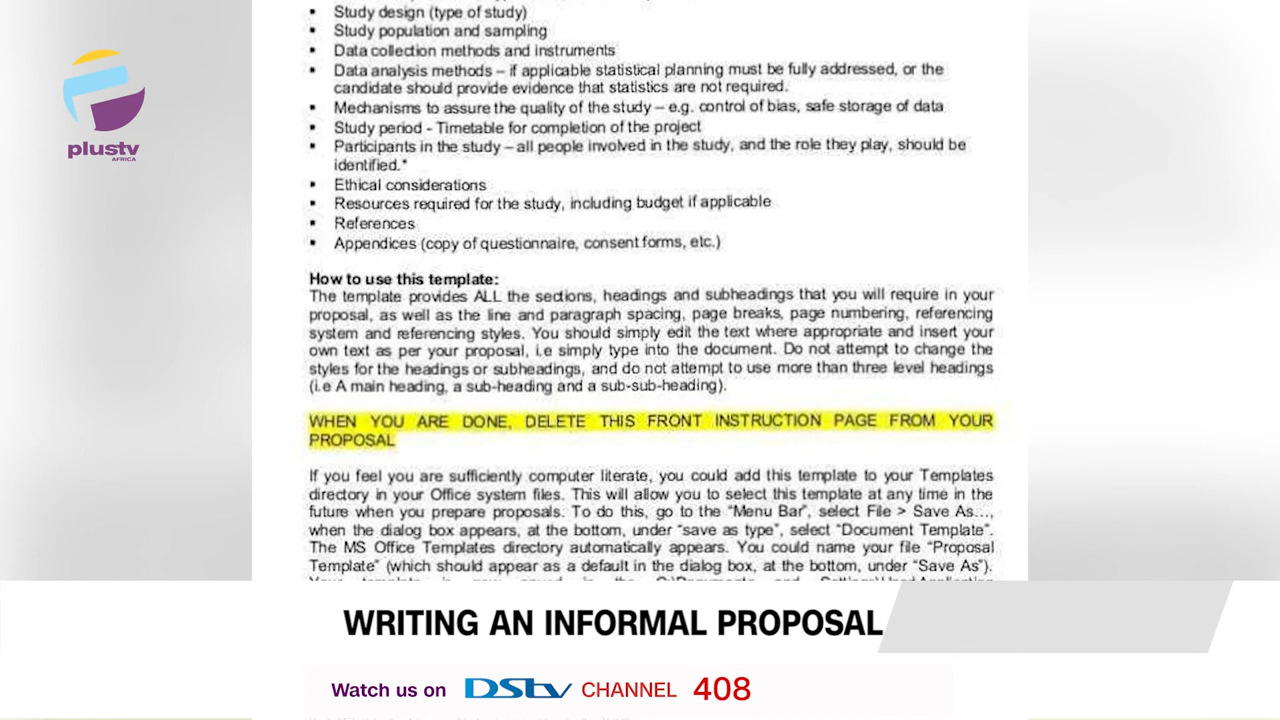 plustv
AFRICA
▪ Study design (type of study)
▪ Study population and sampling
▪ Data collection methods and instruments
▪ Data analysis methods – if applicable statistical planning must be fully addressed, or the
candidate should provide evidence that statistics are not required.
▪ Mechanisms to assure the quality of the study – e.g. control of bias, safe storage of data
▪ Study period - Timetable for completion of the project
▪ Participants in the study – all people involved in the study, and the role they play, should be
identified.*
▪ Ethical considerations
▪ Resources required for the study, including budget if applicable
▪ References
▪ Appendices (copy of questionnaire, consent forms, etc.)
How to use this template:
The template provides ALL the sections, headings and subheadings that you will require in your
proposal, as well as the line and paragraph spacing, page breaks, page numbering, referencing
system and referencing styles. You should simply edit the text where appropriate and insert your
own text as per your proposal, i.e simply type into the document. Do not attempt to change the
styles for the headings or subheadings, and do not attempt to use more than three level headings
(i.e A main heading, a sub-heading and a sub-sub-heading).
WHEN YOU ARE DONE, DELETE THIS FRONT INSTRUCTION PAGE FROM YOUR
PROPOSAL
If you feel you are sufficiently computer literate, you could add this template to your Templates
directory in your Office system files. This will allow you to select this template at any time in the
future when you prepare proposals. To do this, go to the “Menu Bar”, select File > Save As…,
when the dialog box appears, at the bottom, under “save as type”, select “Document Template”.
The MS Office Templates directory automatically appears. You could name your file “Proposal
Template” (which should appear as a default in the dialog box, at the bottom, under “Save As”).
WRITING AN INFORMAL PROPOSAL
Watch us on DStv CHANNEL 408